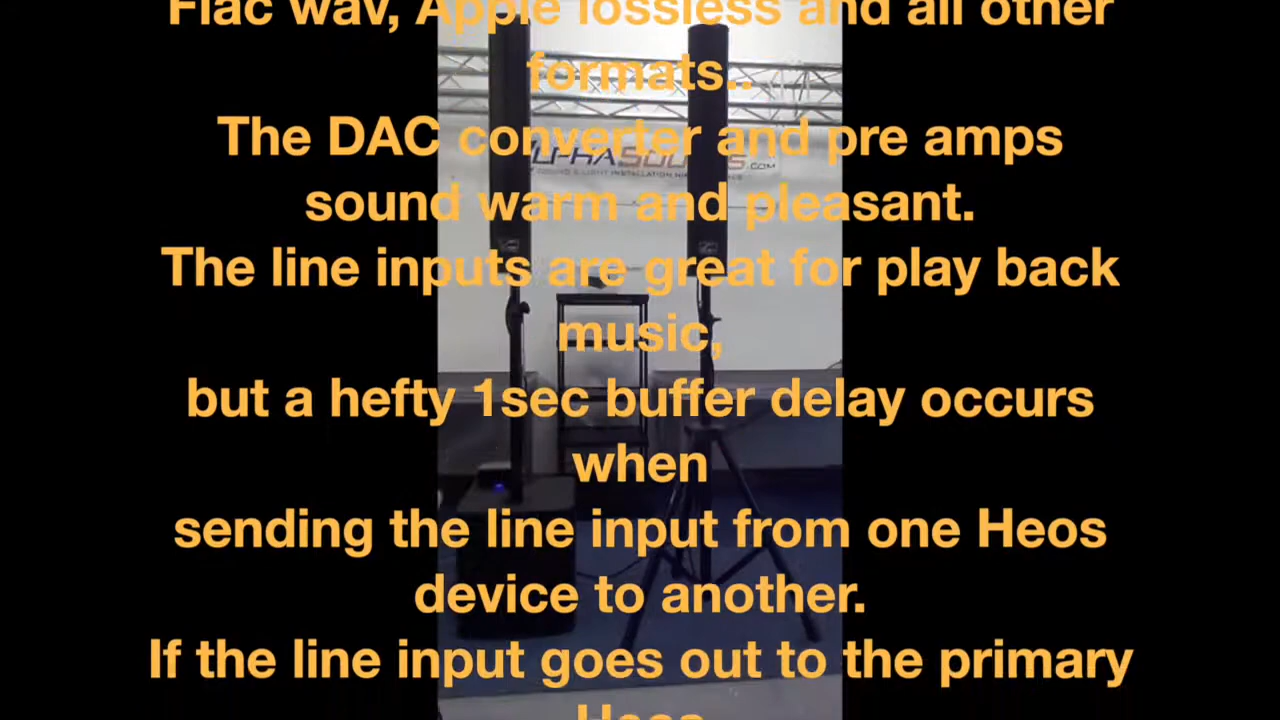 Flac wav, Apple lossless and all other
formats..
The DAC converter and pre amps
sound warm and pleasant.
The line inputs are great for play back
music,
but a hefty 1sec buffer delay occurs
when
sending the line input from one Heos
device to another.
If the line input goes out to the primary
Heos